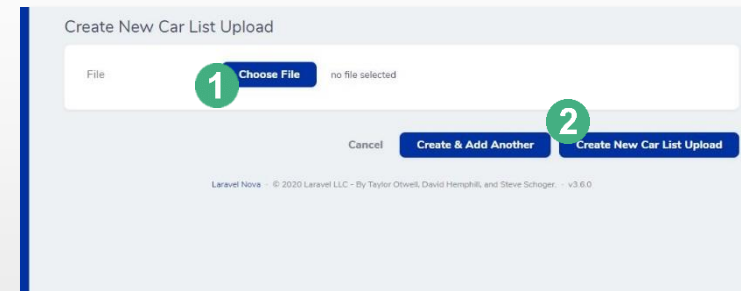 Create New Car List Upload
File
1
Choose File
no file selected
2
Cancel
Create & Add Another
Create New Car List Upload
Laravel Nova · © 2020 Laravel LLC - By Taylor Otwell, David Hemphill, and Steve Schoger. · v3.6.0